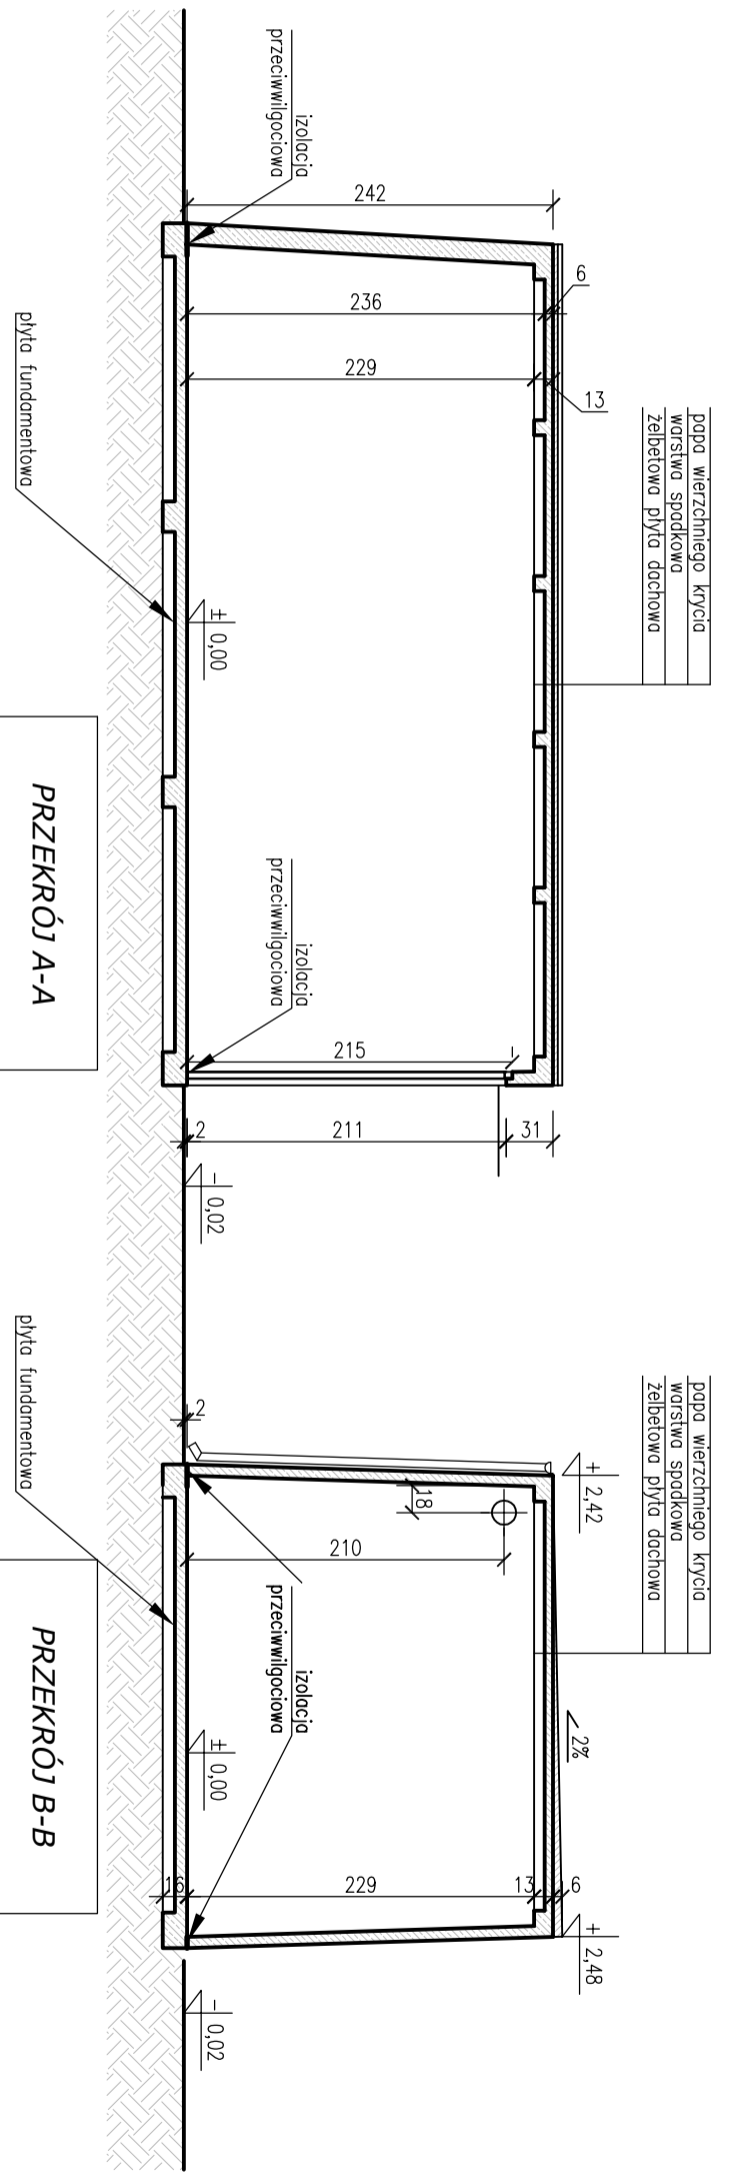 papa wierzchniego krycia
warstwa spadkowa
żelbetowa płyta dachowa
6
13
242
236
229
izolacja
przeciwwilgociowa
± 0,00
izolacja
przeciwwilgociowa
215
31
211
2
- 0,02
płyta fundamentowa
PRZEKRÓJ A-A
papa wierzchniego krycia
warstwa spadkowa
żelbetowa płyta dachowa
2%
+ 2,42
+ 2,48
6
13
18
210
229
2
16
izolacja
przeciwwilgociowa
± 0,00
- 0,02
płyta fundamentowa
PRZEKRÓJ B-B